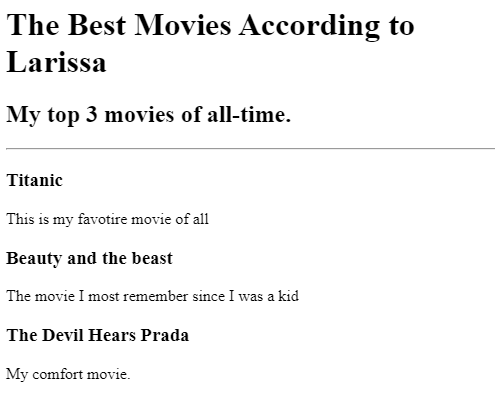 The Best Movies According to
Larissa
My top 3 movies of all-time.
Titanic
This is my favotire movie of all
Beauty and the beast
The movie I most remember since I was a kid
The Devil Hears Prada
My comfort movie.